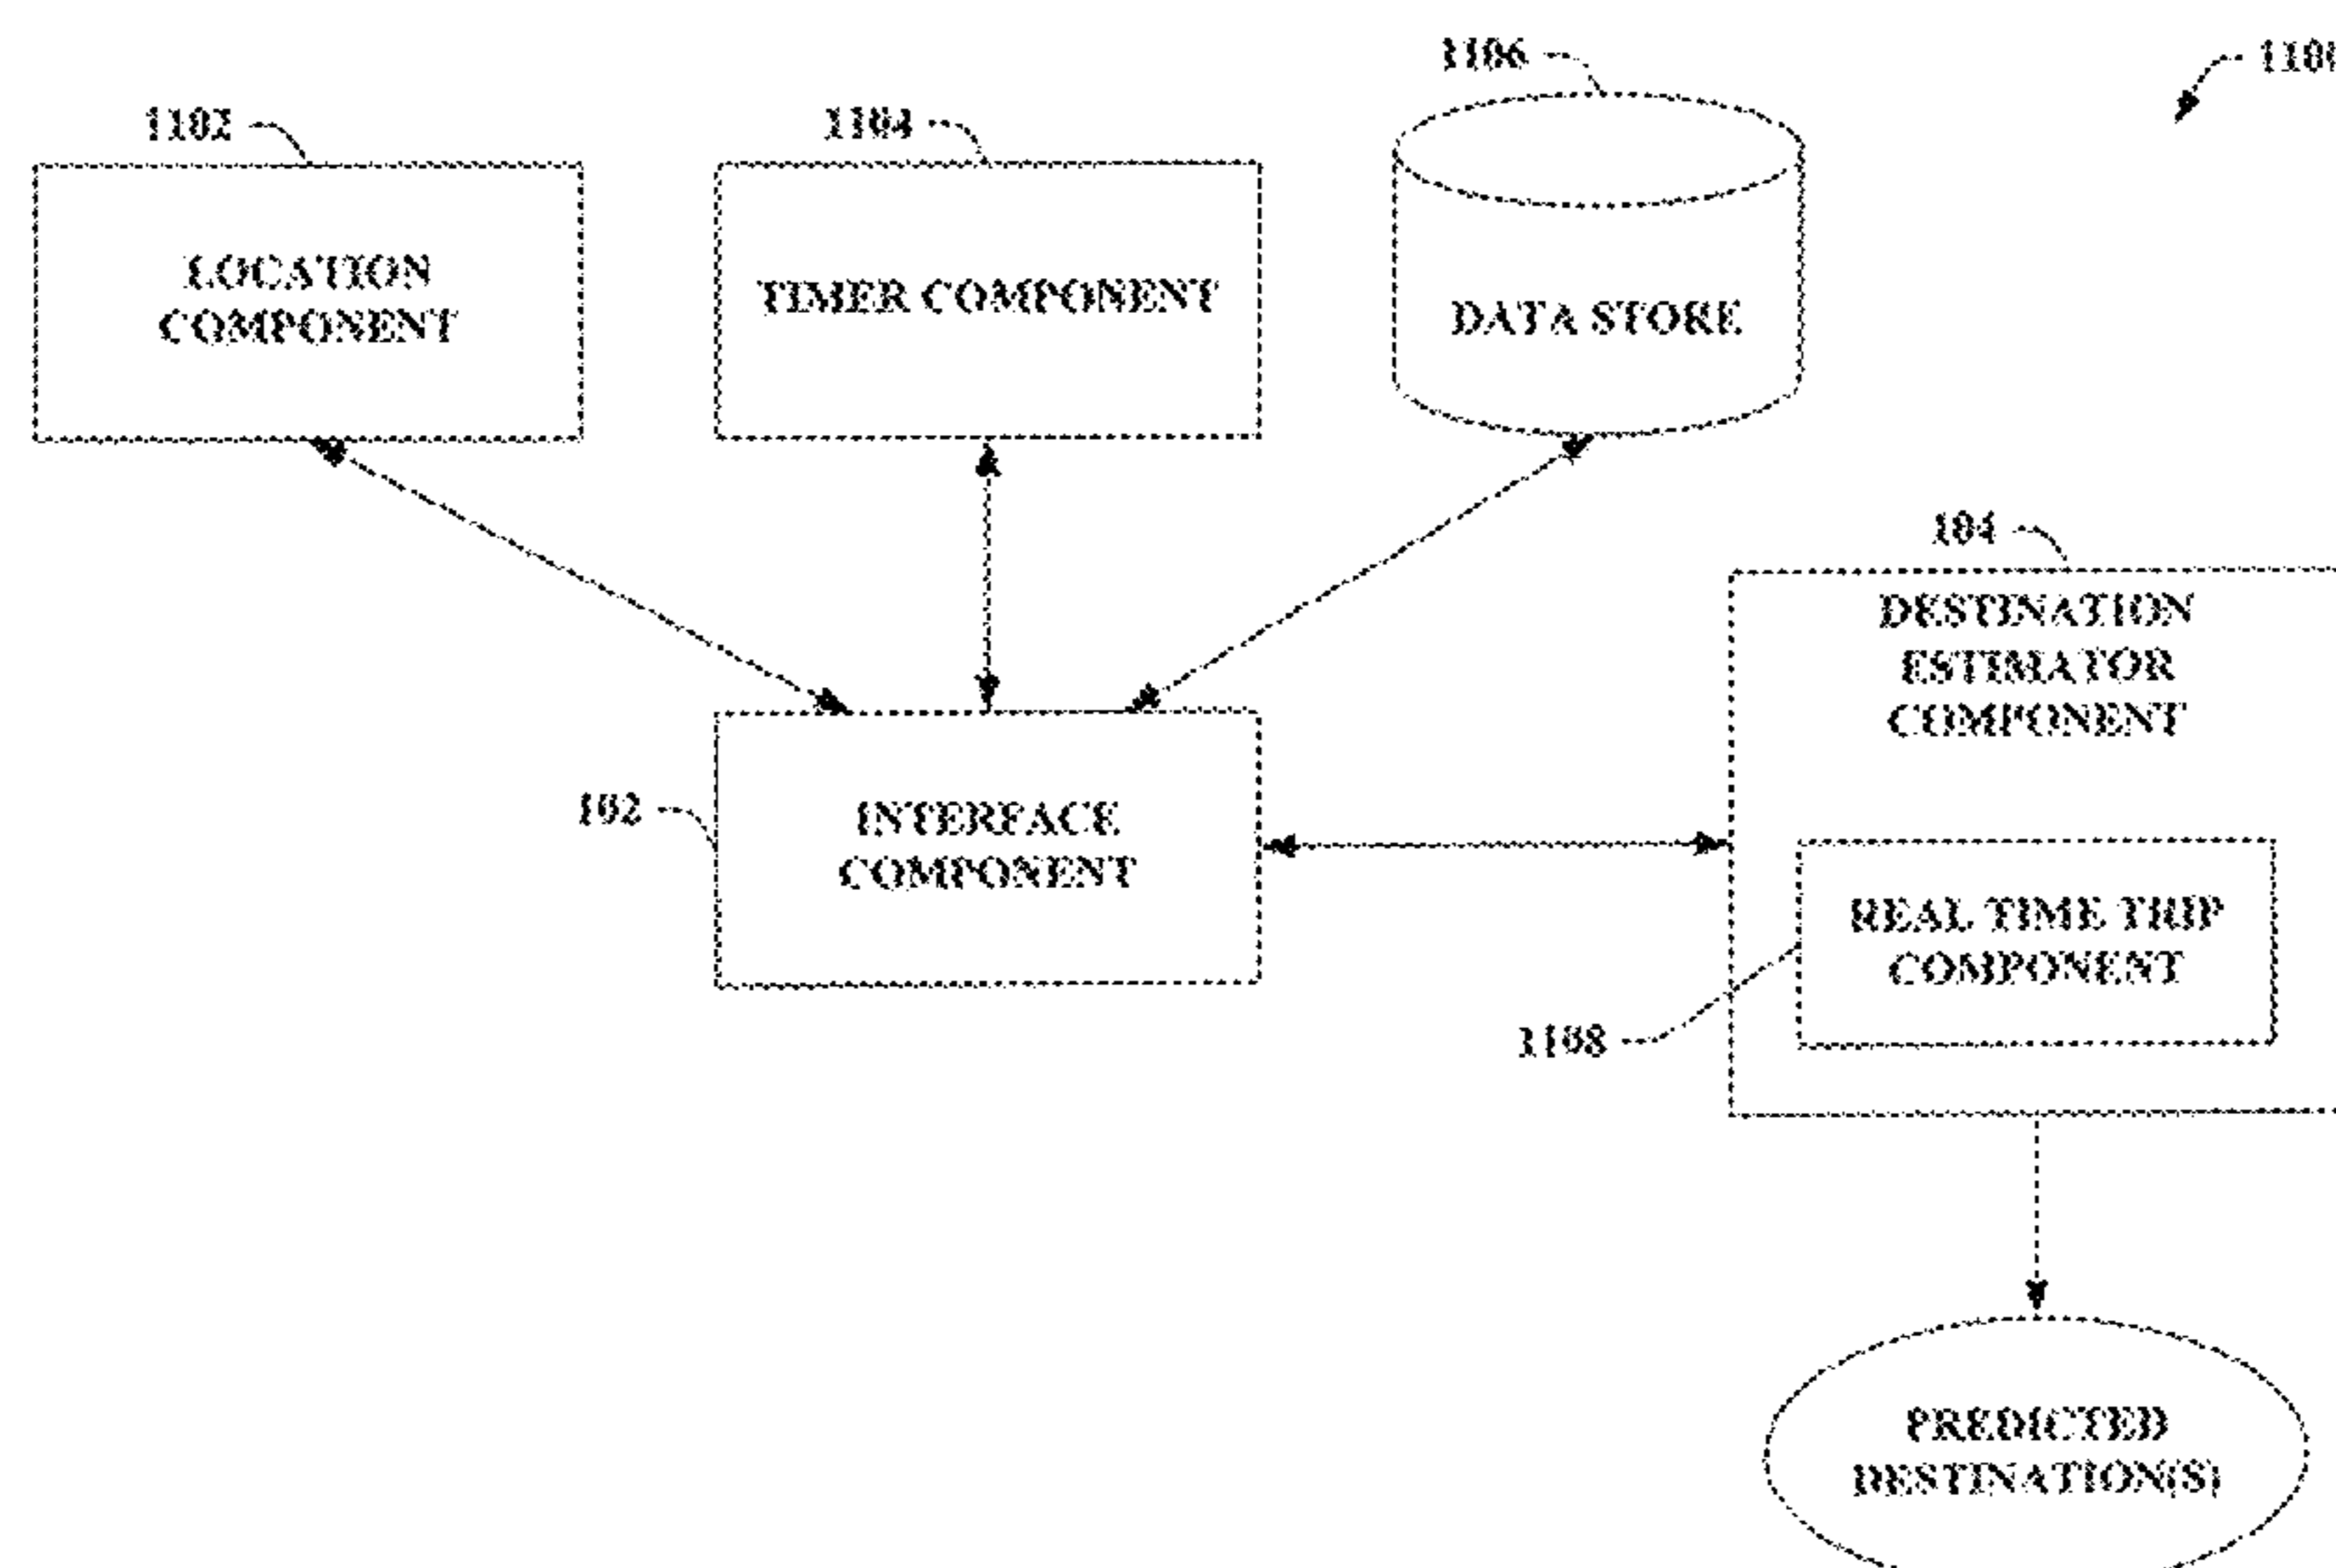 1106
1100
1102
1104
LOCATION
COMPONENT
TIMER COMPONENT
DATA STORE
104
DESTINATION
ESTIMATOR
COMPONENT
102
INTERFACE
COMPONENT
REAL TIME TRIP
COMPONENT
1108
PREDICTED
DESTINATION(S)